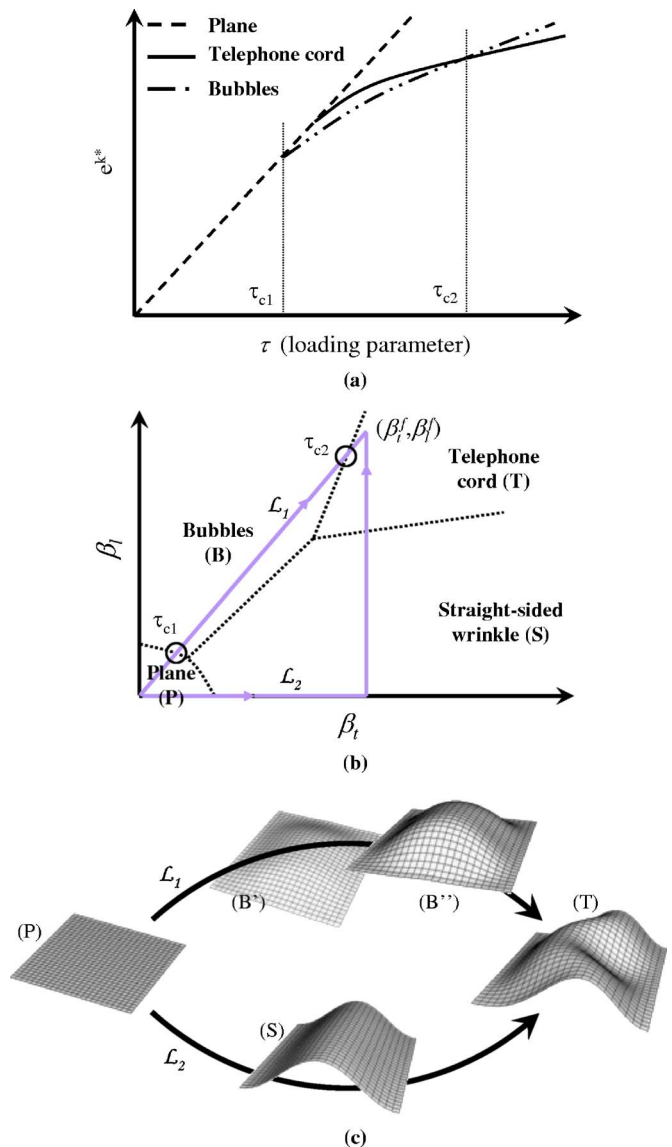 Plane
Telephone cord
Bubbles
e^{k*}
τ_{c1}
τ_{c2}
τ (loading parameter)
(a)
τ_{c2}
(β_t^f, β_l^f)
Telephone
cord (T)
ℒ_1
Bubbles
(B)
β_l
τ_{c1}
Straight-sided
wrinkle (S)
Plane
(P)
ℒ_2
β_t
(b)
ℒ_1
(B')
(B'')
(T)
(P)
(S)
ℒ_2
(c)